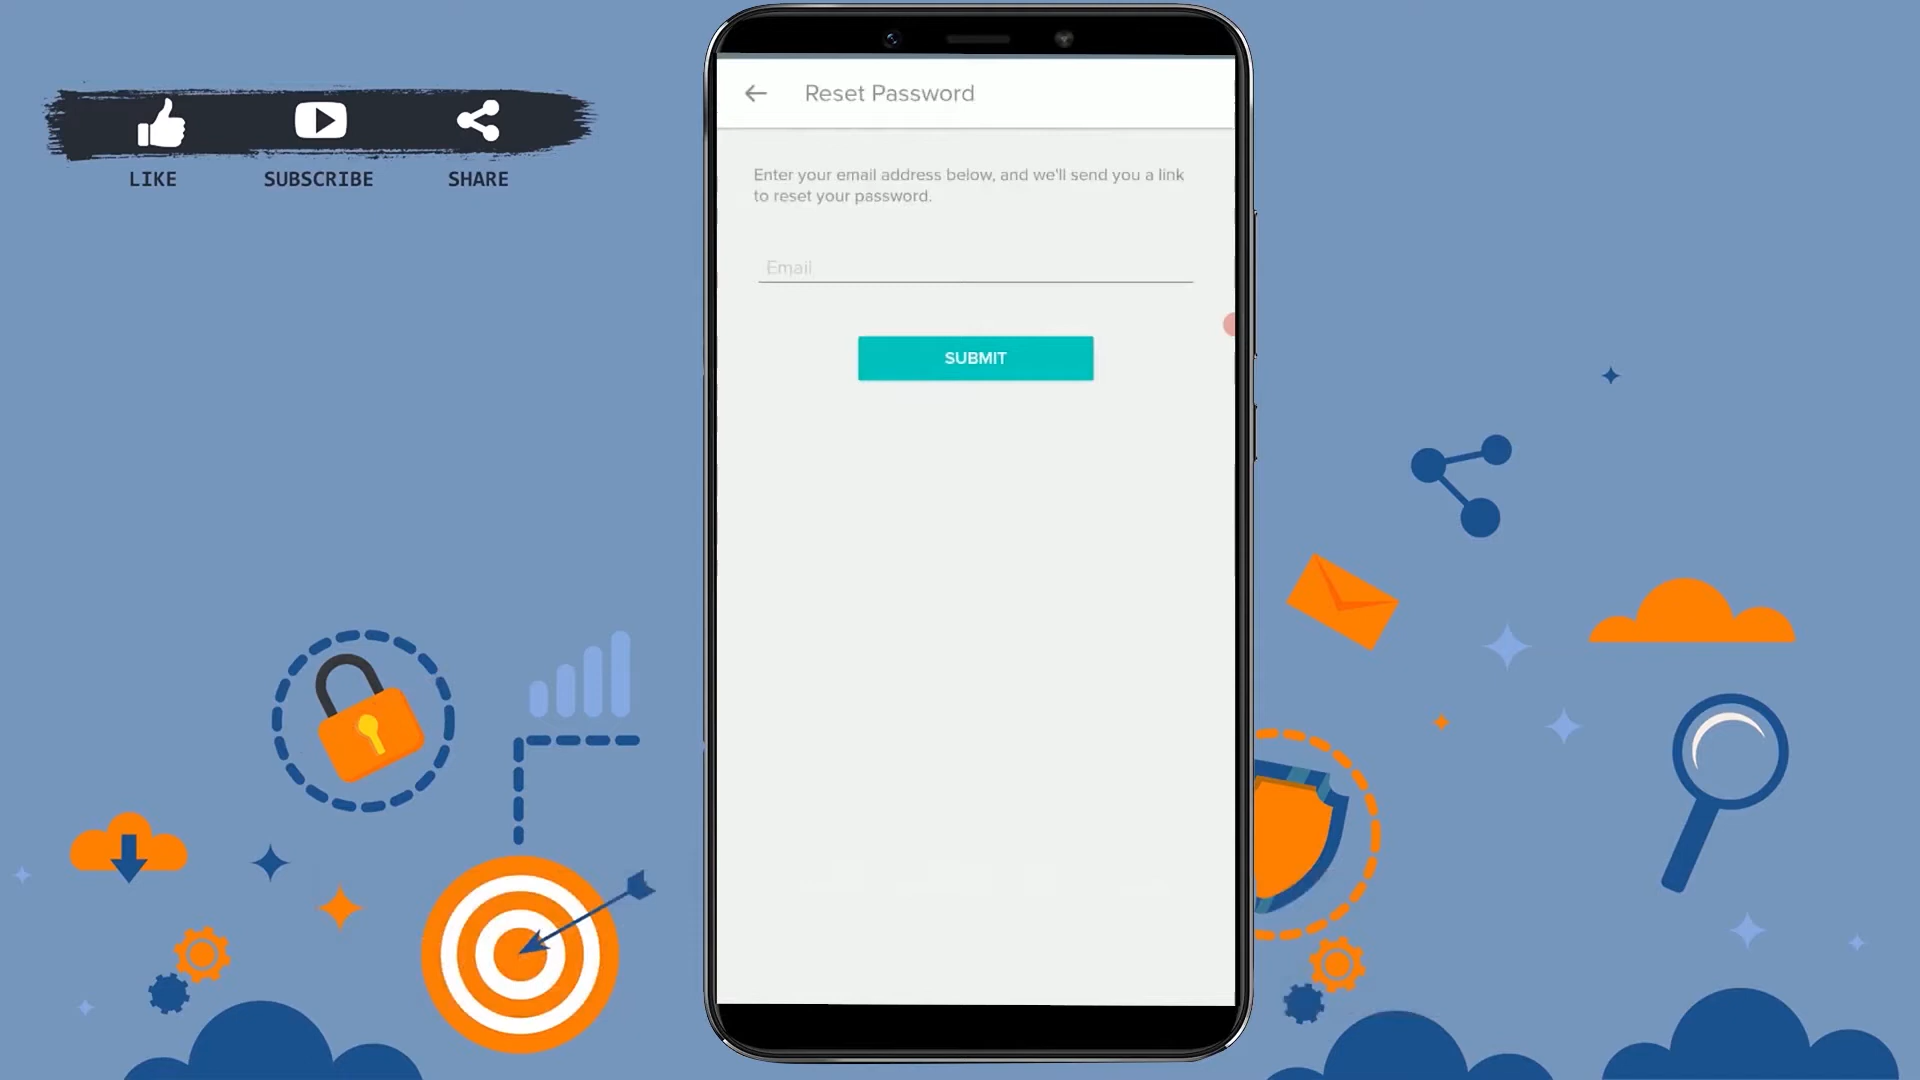 LIKE
SUBSCRIBE
SHARE
Reset Password
Enter your email address below, and we'll send you a link
to reset your password.
Email
SUBMIT